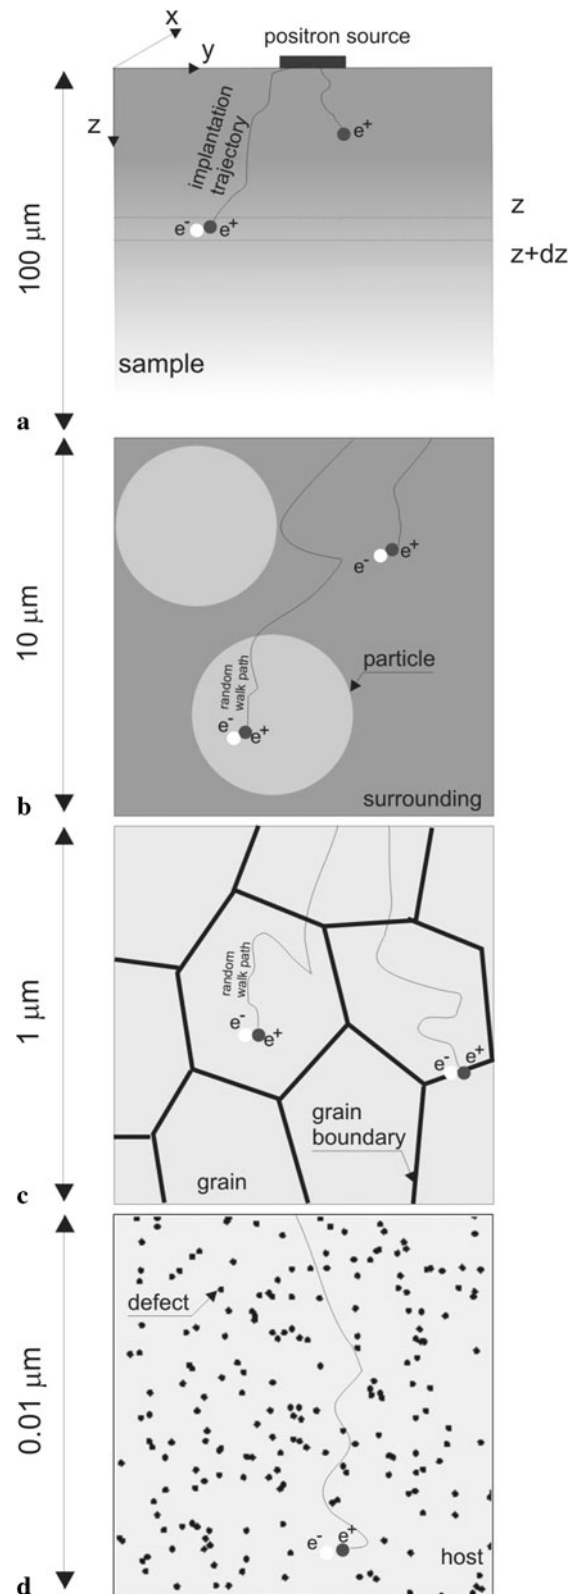 x
positron source
y
z
implantation
trajectory
e⁺
e⁻ e⁺
z
z+dz
100 μm
sample
a
e⁻ e⁺
10 μm
particle
random
walk path
e⁻ e⁺
surrounding
b
random
walk path
1 μm
e⁻ e⁺
e⁻ e⁺
grain
boundary
grain
c
defect
0.01 μm
e⁻ e⁺
host
d